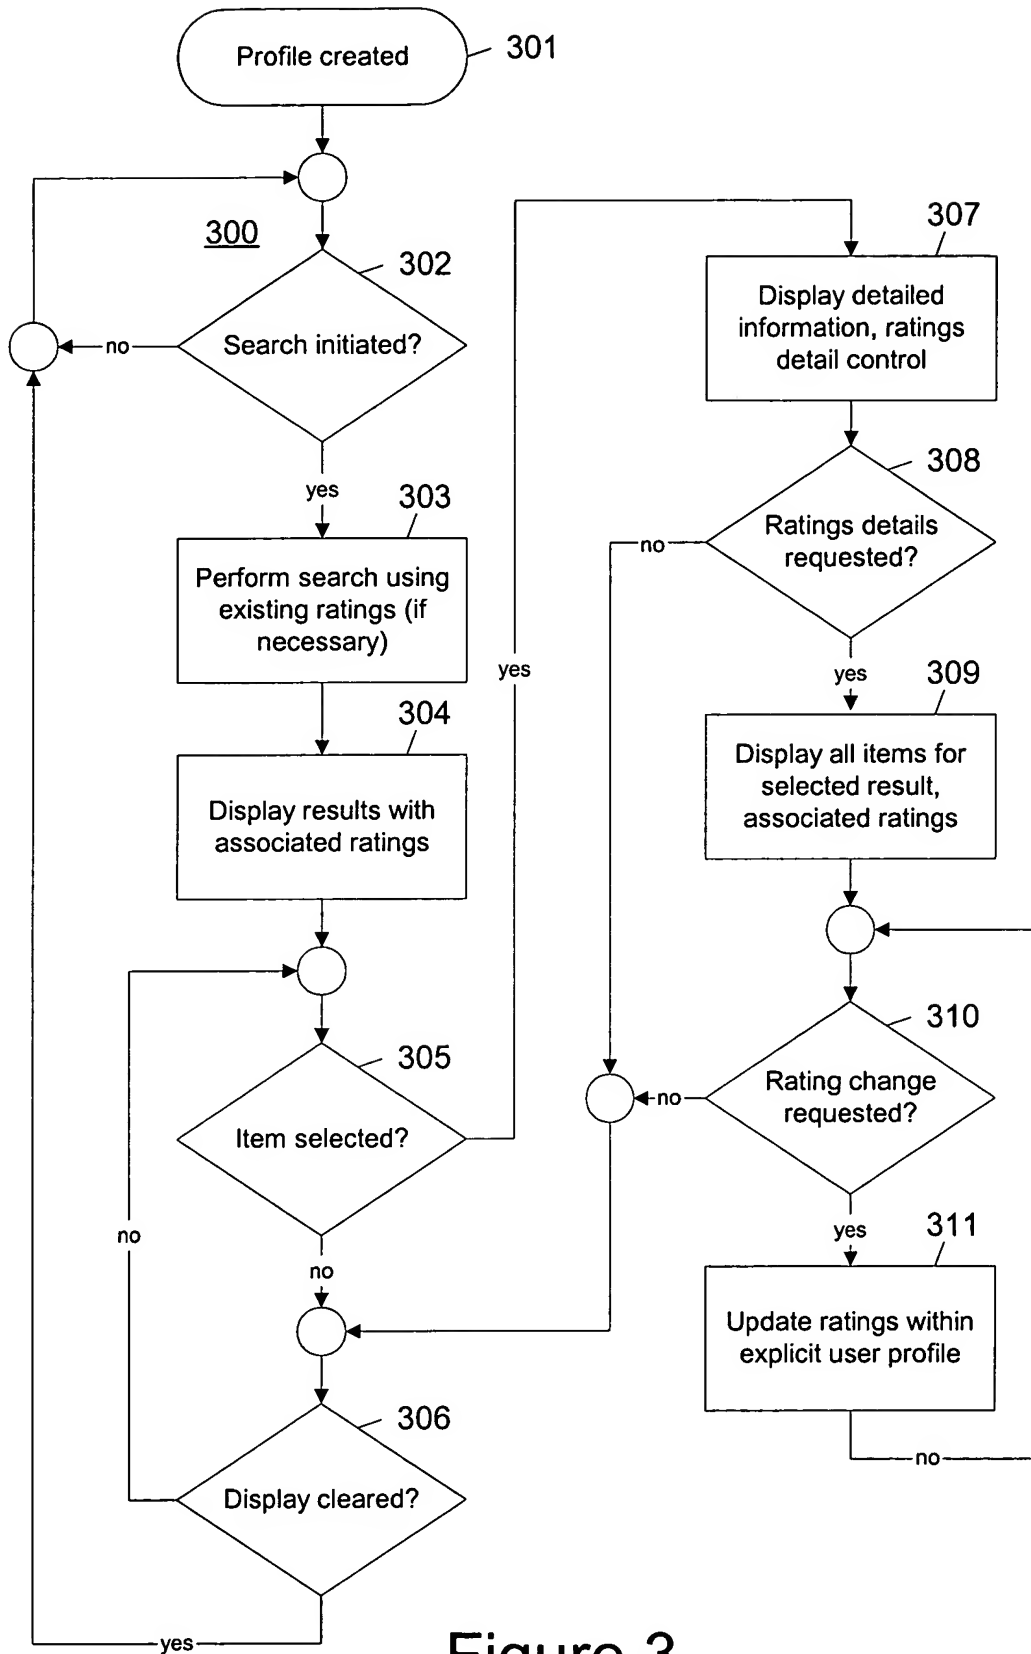 Profile created
301
300
302
Search initiated?
no
yes
303
Perform search using
existing ratings (if
necessary)
304
Display results with
associated ratings
305
Item selected?
yes
no
no
306
Display cleared?
yes
307
Display detailed
information, ratings
detail control
308
Ratings details
requested?
no
yes
309
Display all items for
selected result,
associated ratings
310
Rating change
requested?
no
yes
311
Update ratings within
explicit user profile
no
Figure 3